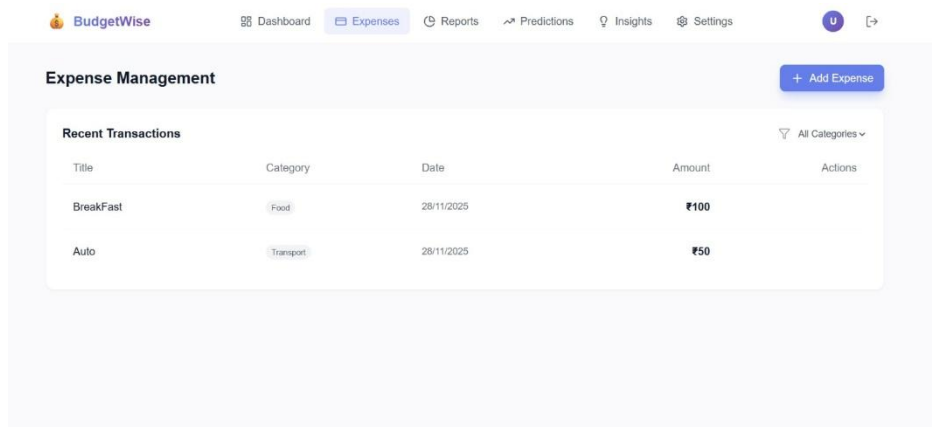 BudgetWise Dashboard Expenses Reports Predictions Insights Settings U
Expense Management + Add Expense
Recent Transactions All Categories
Title Category Date Amount Actions
BreakFast Food 28/11/2025 ₹100
Auto Transport 28/11/2025 ₹50